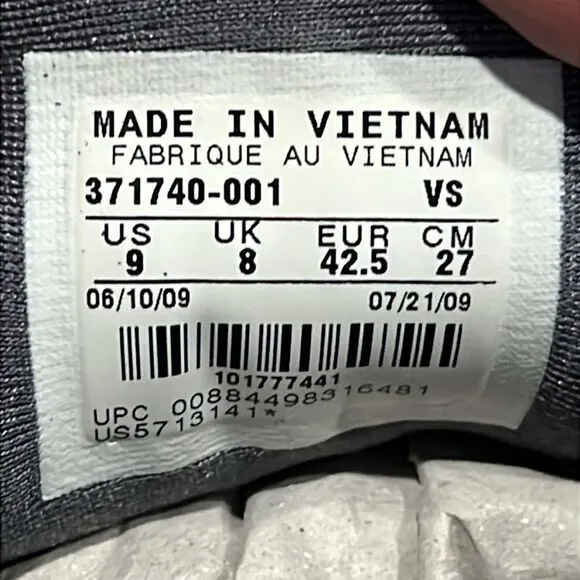 MADE IN VIETNAM
FABRIQUE AU VIETNAM
371740-001 VS
US UK EUR CM
9 8 42.5 27
06/10/09 07/21/09
101777441
UPC 00884498316481
US5713141*